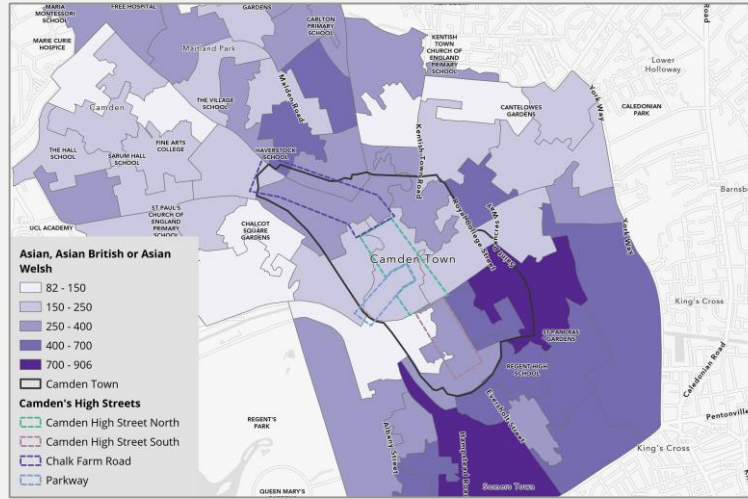 MARIA
MONTESSORI
SCHOOL
FREE HOSPITAL
GARDENS
CARLTON
PRIMARY
SCHOOL
MARIE CURIE
HOSPICE
Maitland Park
KENTISH
TOWN
CHURCH OF
ENGLAND
PRIMARY
SCHOOL
Road
Lower
Holloway
Malden Road
Camden
THE VILLAGE
SCHOOL
CANTELOWES
GARDENS
York Way
CALEDONIAN
PARK
THE HALL
SCHOOL
FINE ARTS
COLLEGE
SARUM HALL
SCHOOL
HAVERSTOCK
SCHOOL
Kentish Town Road
Barnsb
ST PAUL'S
CHURCH OF
ENGLAND
PRIMARY
SCHOOL
UCL ACADEMY
CHALCOT
SQUARE
GARDENS
Royal College Street
Saint Pancras Way
York Way
Camden Town
Asian, Asian British or Asian
Welsh
82 - 150
150 - 250
250 - 400
400 - 700
700 - 906
Camden Town
Camden's High Streets
Camden High Street North
Camden High Street South
Chalk Farm Road
Parkway
King's Cross
ST PANCRAS
GARDENS
REGENT HIGH
SCHOOL
Caledonian Road
Pentonville
REGENT'S
PARK
Albany Street
Eversholt Street
Hampstead Road
King's Cross
Somers Town
QUEEN MARY'S